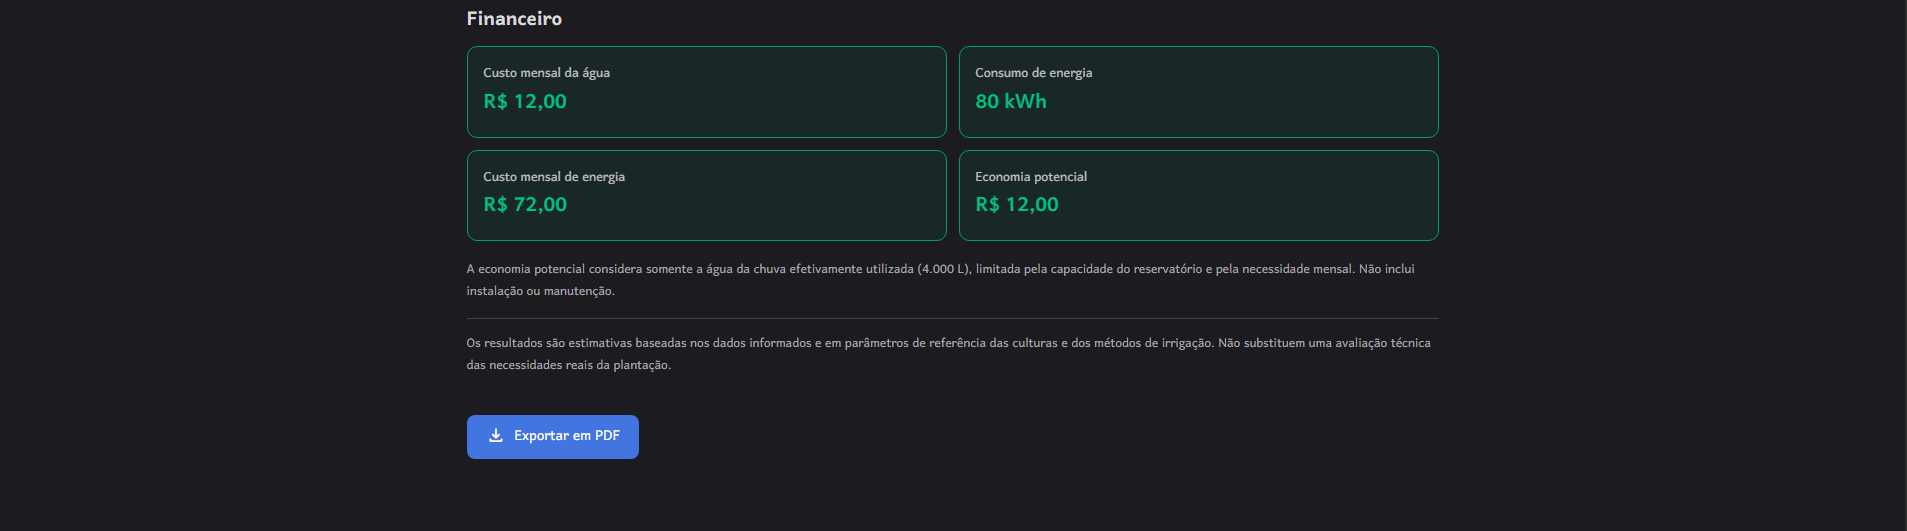 Financeiro
Custo mensal da água
R$ 12,00
Consumo de energia
80 kWh
Custo mensal de energia
R$ 72,00
Economia potencial
R$ 12,00
A economia potencial considera somente a água da chuva efetivamente utilizada (4.000 L), limitada pela capacidade do reservatório e pela necessidade mensal. Não inclui
instalação ou manutenção.
Os resultados são estimativas baseadas nos dados informados e em parâmetros de referência das culturas e dos métodos de irrigação. Não substituem uma avaliação técnica
das necessidades reais da plantação.
Exportar em PDF